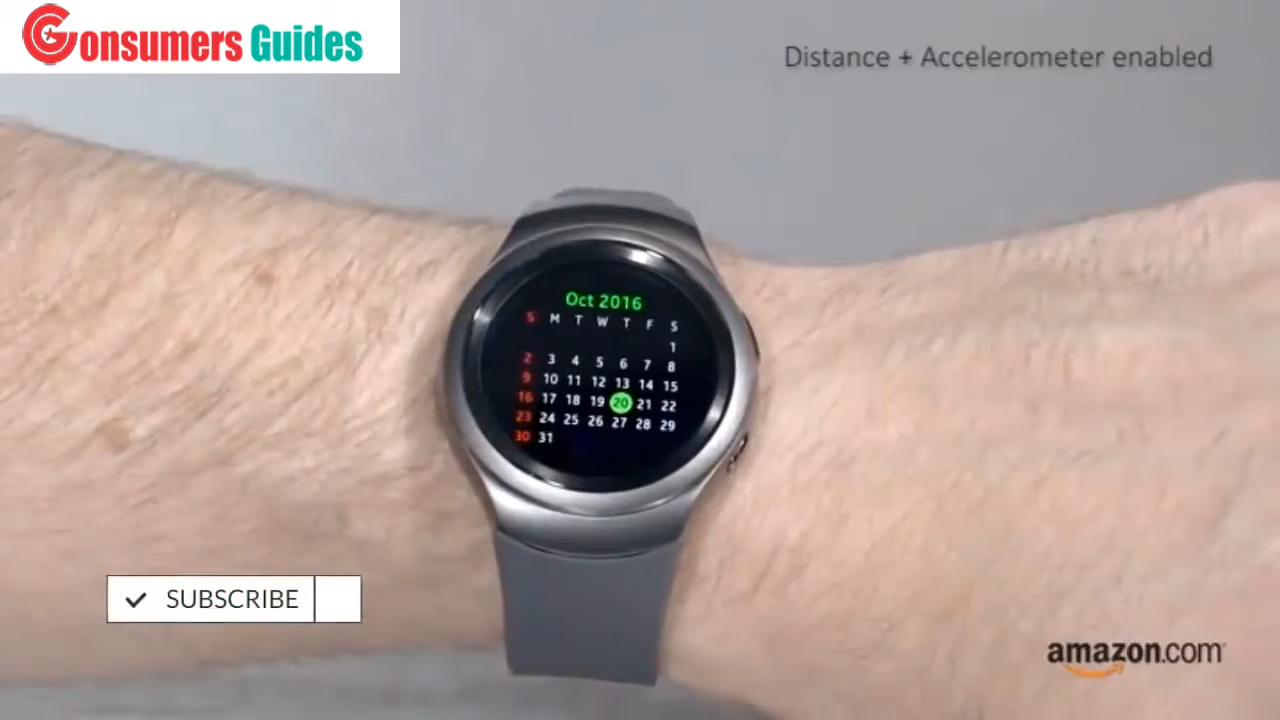 Consumers Guides
Distance + Accelerometer enabled
Oct 2016
S M T W T F S
1
2 3 4 5 6 7 8
9 10 11 12 13 14 15
16 17 18 19 20 21 22
23 24 25 26 27 28 29
30 31
SUBSCRIBE
amazon.com